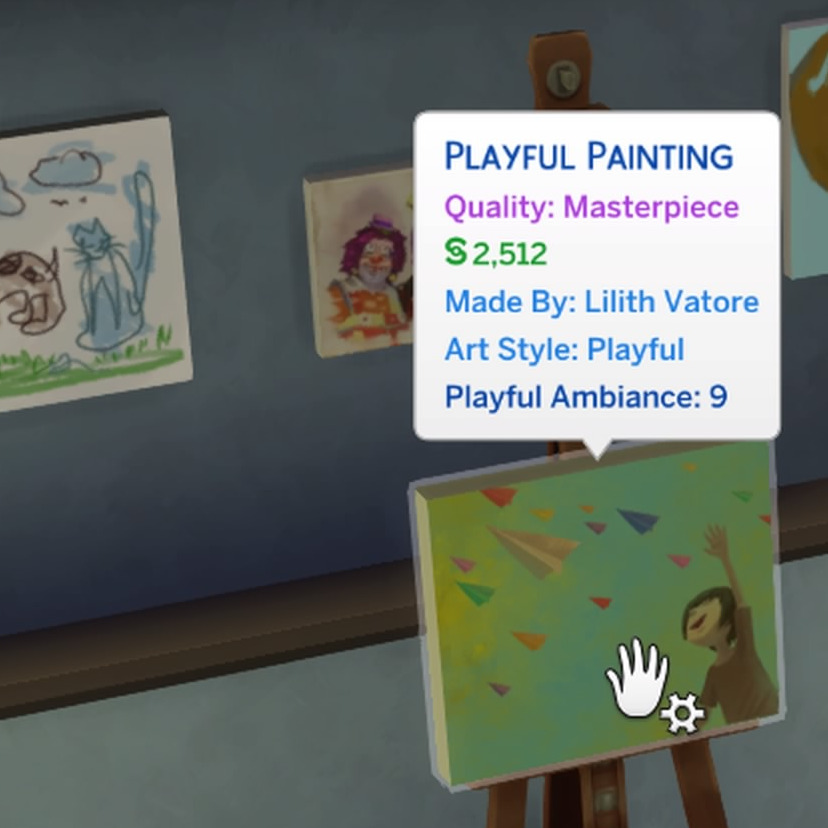 Playful Painting
Quality: Masterpiece
§2,512
Made By: Lilith Vatore
Art Style: Playful
Playful Ambiance: 9